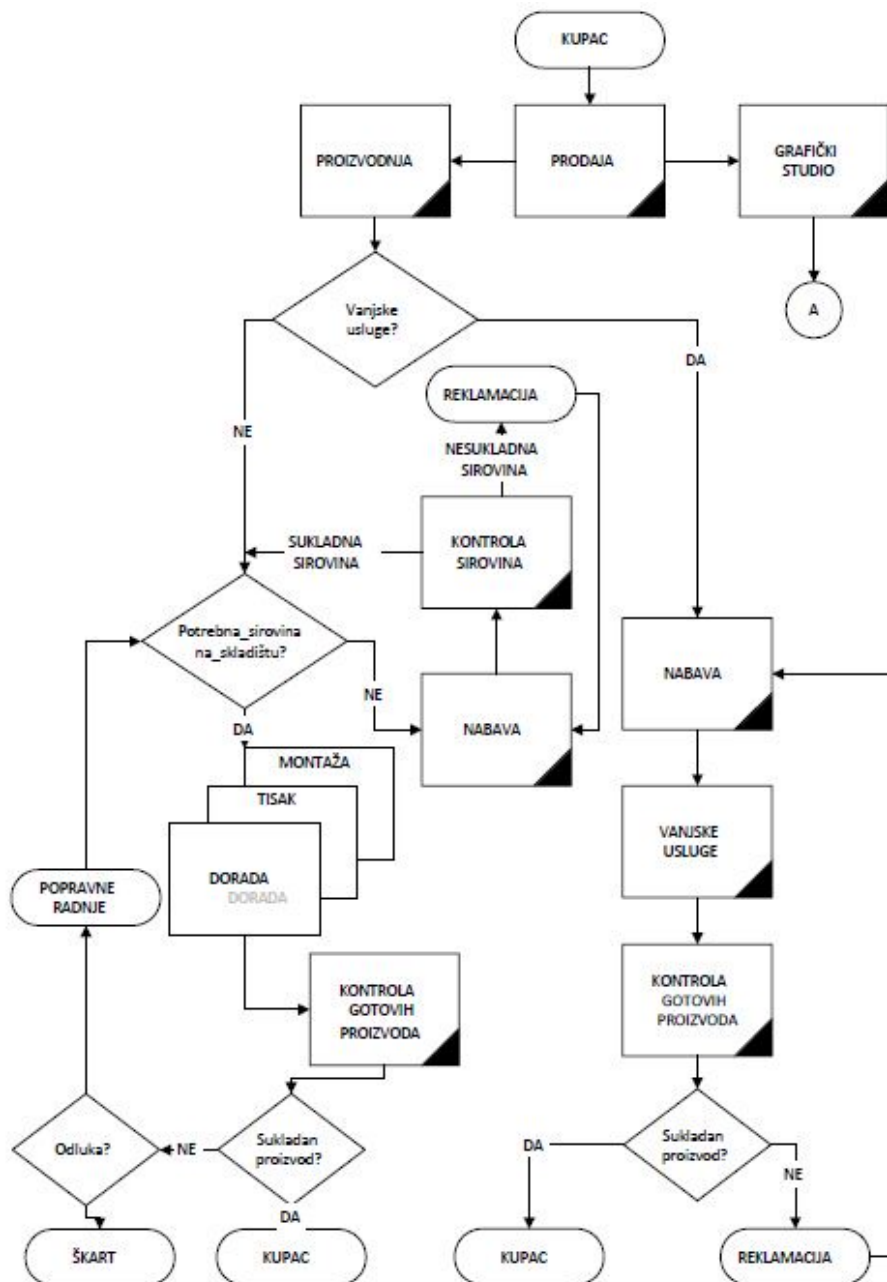 KUPAC
PROIZVODNJA
PRODAJA
GRAFIČKI
STUDIO
Vanjske
usluge?
A
DA
REKLAMACIJA
NE
NESUKLADNA
SIROVINA
SUKLADNA
SIROVINA
KONTROLA
SIROVINA
Potrebna_sirovina
na_skladištu?
NE
NABAVA
NABAVA
DA
MONTAŽA
TISAK
DORADA
DORADA
VANJSKE
USLUGE
POPRAVNE
RADNJE
KONTROLA
GOTOVIH
PROIZVODA
KONTROLA
GOTOVIH
PROIZVODA
Odluka?
NE
Sukladan
proizvod?
DA
Sukladan
proizvod?
NE
DA
ŠKART
KUPAC
KUPAC
REKLAMACIJA